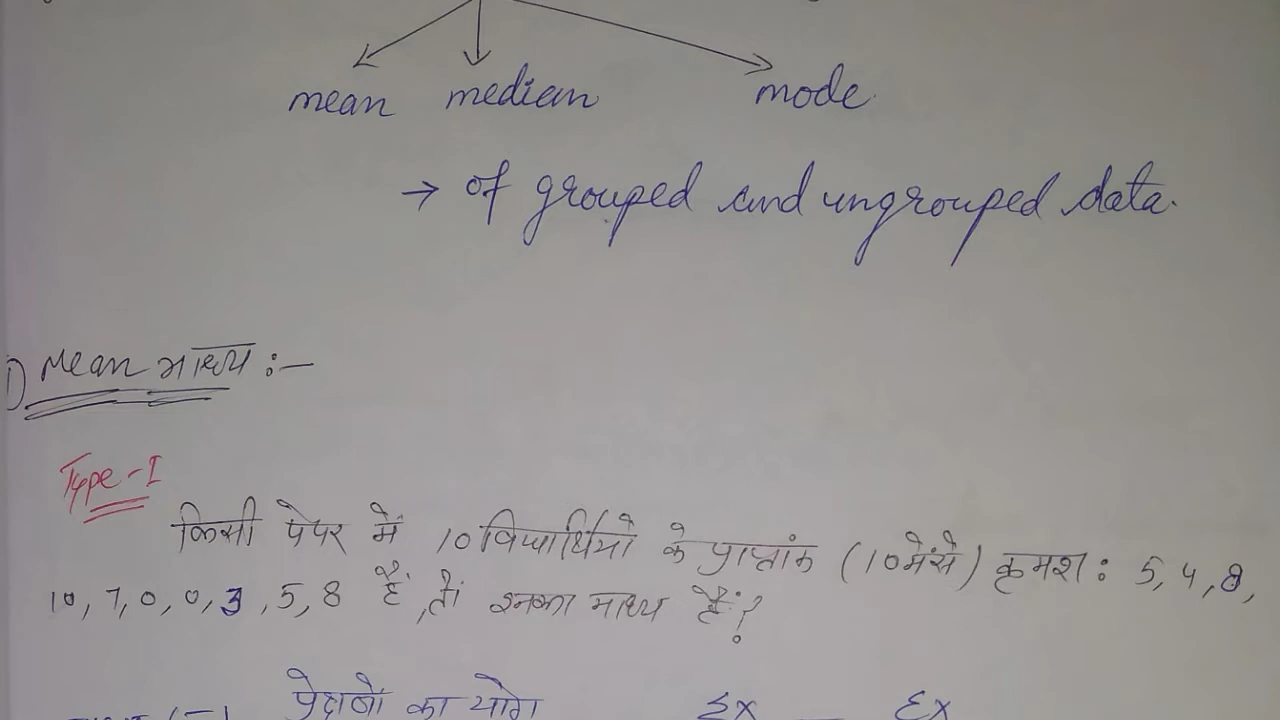 mean median mode
→ of grouped and ungrouped data.
1) Mean माध्य :-
Type-I
किसी पेपर में 10 विद्यार्थियों के प्राप्तांक (10 में से) क्रमश: 5, 4, 8,
10, 7, 0, 0, 3, 5, 8 हैं, तो इनका माध्य हैं?
प्रेक्षणों का योग Σx Σx